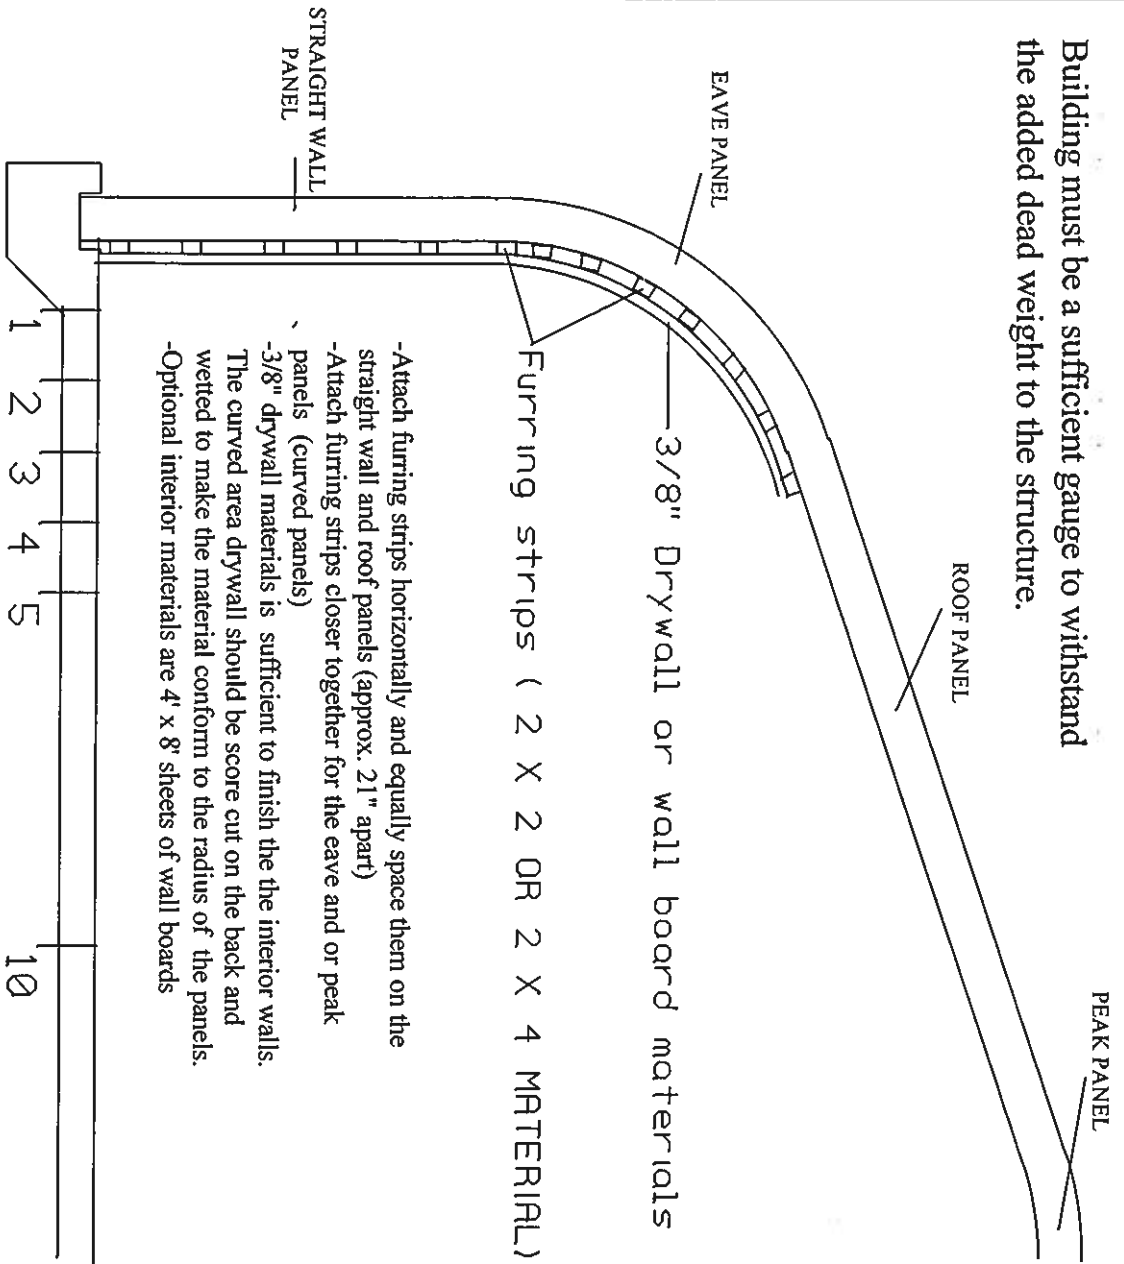 Building must be a sufficient gauge to withstand
the added dead weight to the structure.
PEAK PANEL
ROOF PANEL
EAVE PANEL
3/8" Drywall or wall board materials
Furring strips ( 2 X 2 OR 2 X 4 MATERIAL)
STRAIGHT WALL
PANEL
-Attach furring strips horizontally and equally space them on the
straight wall and roof panels (approx. 21" apart)
-Attach furring strips closer together for the eave and or peak
panels (curved panels)
-3/8" drywall materials is sufficient to finish the the interior walls.
The curved area drywall should be score cut on the back and
wetted to make the material conform to the radius of the panels.
-Optional interior materials are 4' x 8' sheets of wall boards
1 2 3 4 5 10